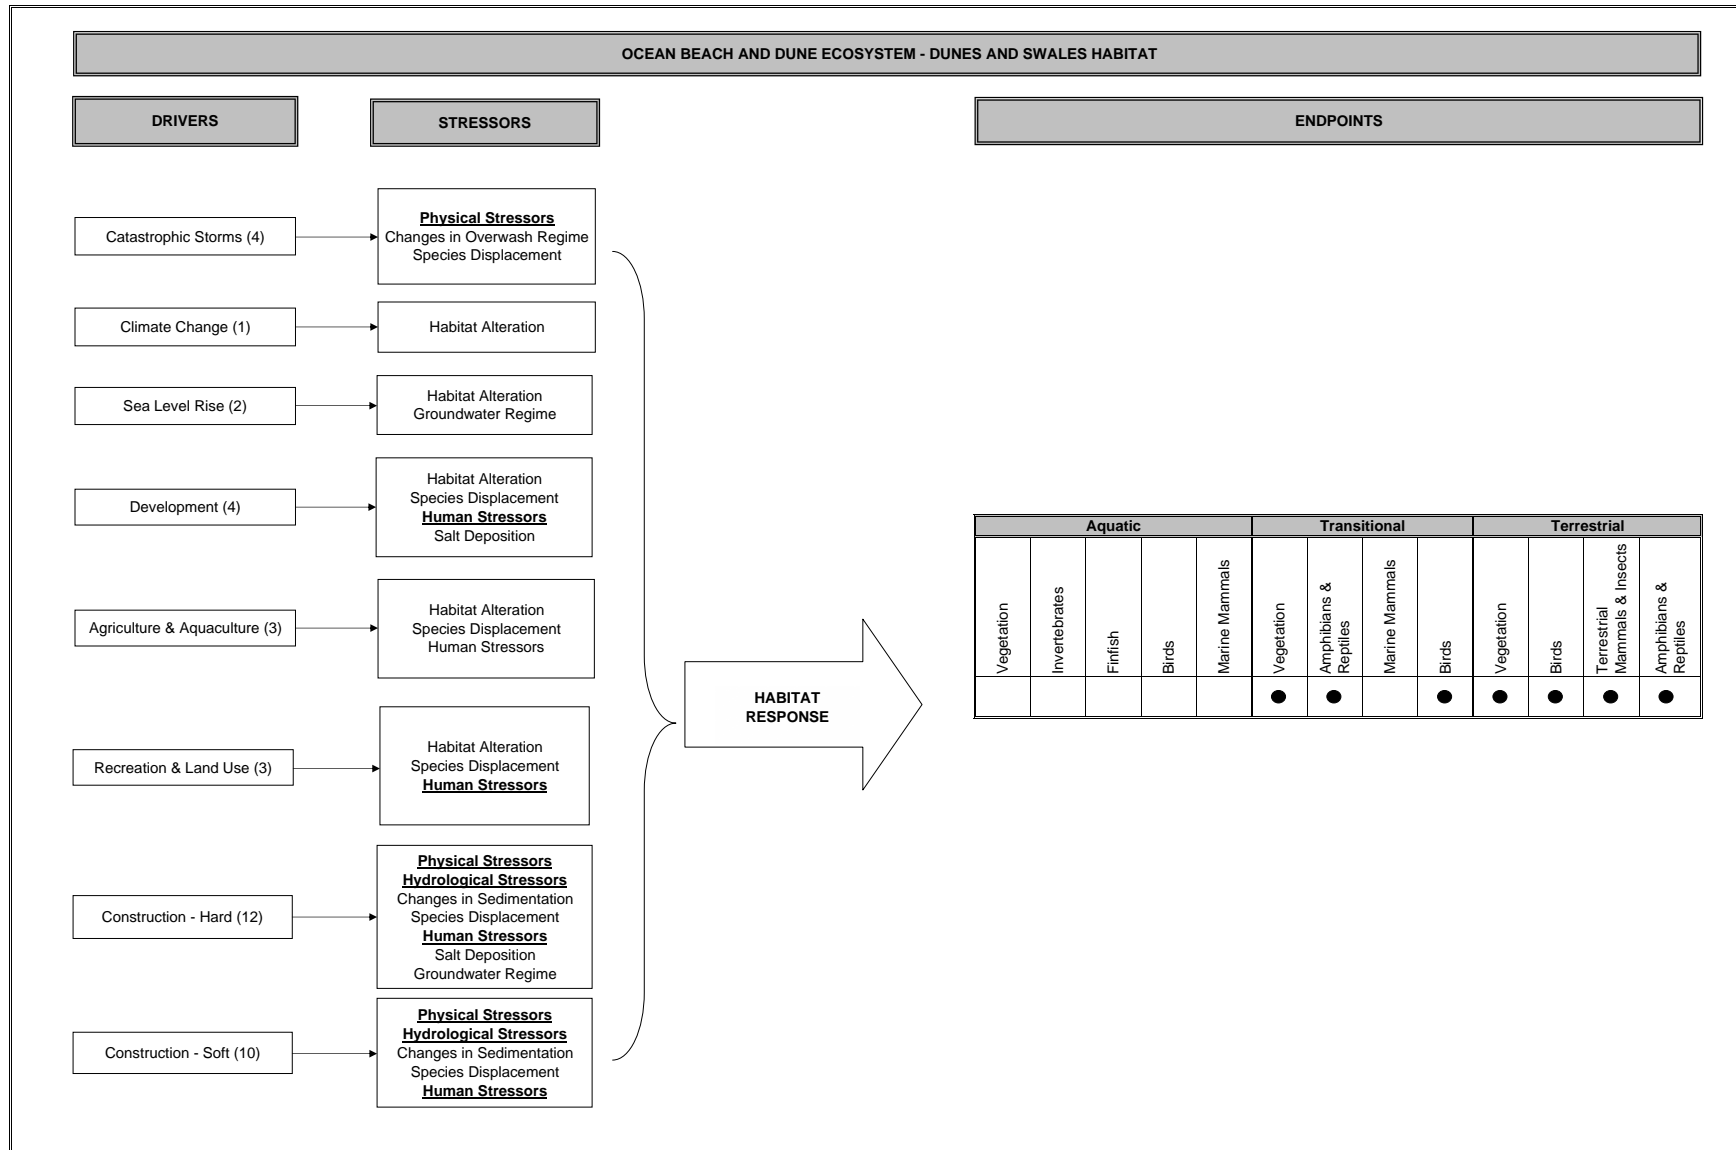 OCEAN BEACH AND DUNE ECOSYSTEM - DUNES AND SWALES HABITAT
DRIVERS
STRESSORS
ENDPOINTS
Catastrophic Storms (4)
Physical Stressors
Changes in Overwash Regime
Species Displacement
Climate Change (1)
Habitat Alteration
Sea Level Rise (2)
Habitat Alteration
Groundwater Regime
Development (4)
Habitat Alteration
Species Displacement
Human Stressors
Salt Deposition
Agriculture & Aquaculture (3)
Habitat Alteration
Species Displacement
Human Stressors
Recreation & Land Use (3)
Habitat Alteration
Species Displacement
Human Stressors
Construction - Hard (12)
Physical Stressors
Hydrological Stressors
Changes in Sedimentation
Species Displacement
Human Stressors
Salt Deposition
Groundwater Regime
Construction - Soft (10)
Physical Stressors
Hydrological Stressors
Changes in Sedimentation
Species Displacement
Human Stressors
HABITAT
RESPONSE
Aquatic
Transitional
Terrestrial
Vegetation
Invertebrates
Finfish
Birds
Marine Mammals
Vegetation
Amphibians &
Reptiles
Marine Mammals
Birds
Vegetation
Birds
Terrestrial
Mammals & Insects
Amphibians &
Reptiles